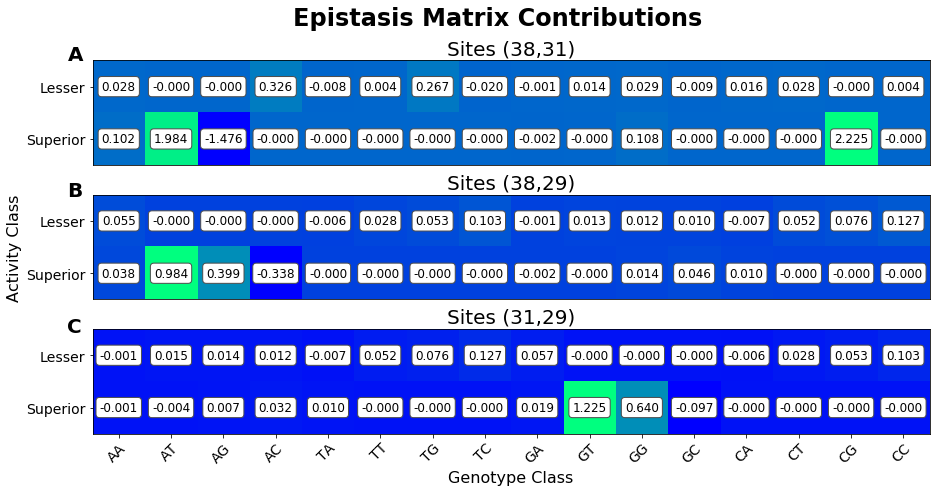 Epistasis Matrix Contributions
A
Sites (38,31)
Lesser 0.028 -0.000 -0.000 0.326 -0.008 0.004 0.267 -0.020 -0.001 0.014 0.029 -0.009 0.016 0.028 -0.000 0.004
Superior 0.102 1.984 -1.476 -0.000 -0.000 -0.000 -0.000 -0.000 -0.002 -0.000 0.108 -0.000 -0.000 -0.000 2.225 -0.000
B
Sites (38,29)
Lesser 0.055 -0.000 -0.000 -0.000 -0.006 0.028 0.053 0.103 -0.001 0.013 0.012 0.010 -0.007 0.052 0.076 0.127
Superior 0.038 0.984 0.399 -0.338 -0.000 -0.000 -0.000 -0.000 -0.002 -0.000 0.014 0.046 0.010 -0.000 -0.000 -0.000
C
Sites (31,29)
Lesser -0.001 0.015 0.014 0.012 -0.007 0.052 0.076 0.127 0.057 -0.000 -0.000 -0.000 -0.006 0.028 0.053 0.103
Superior -0.001 -0.004 0.007 0.032 0.010 -0.000 -0.000 -0.000 0.019 1.225 0.640 -0.097 -0.000 -0.000 -0.000 -0.000
AA AT AG AC TA TT TG TC GA GT GG GC CA CT CG CC
Genotype Class
Activity Class